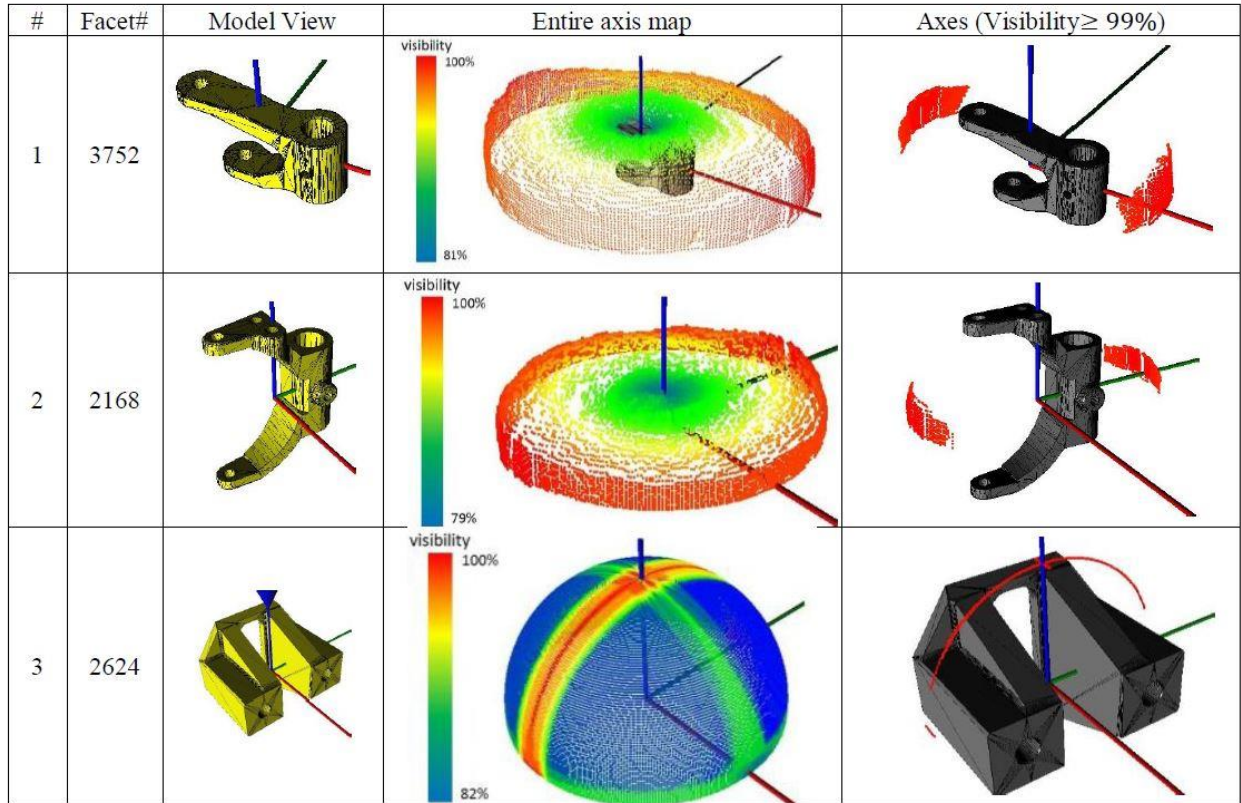 # Facet# Model View Entire axis map Axes (Visibility≥ 99%)
visibility
100%
1 3752
81%
visibility
100%
2 2168
79%
visibility
100%
3 2624
82%